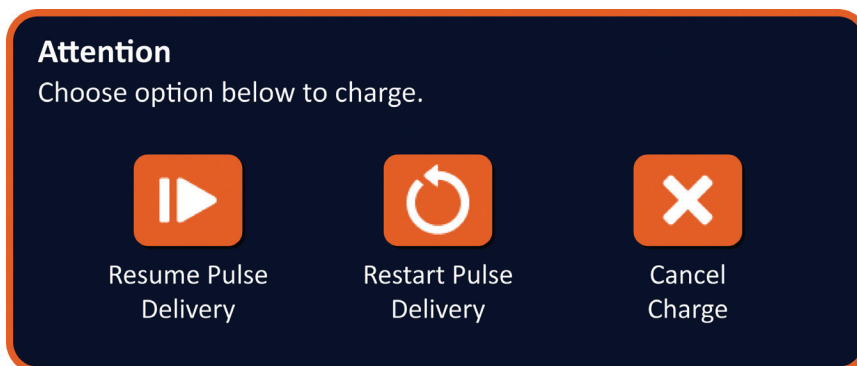 Attention
Choose option below to charge.
Resume Pulse
Delivery
Restart Pulse
Delivery
Cancel
Charge